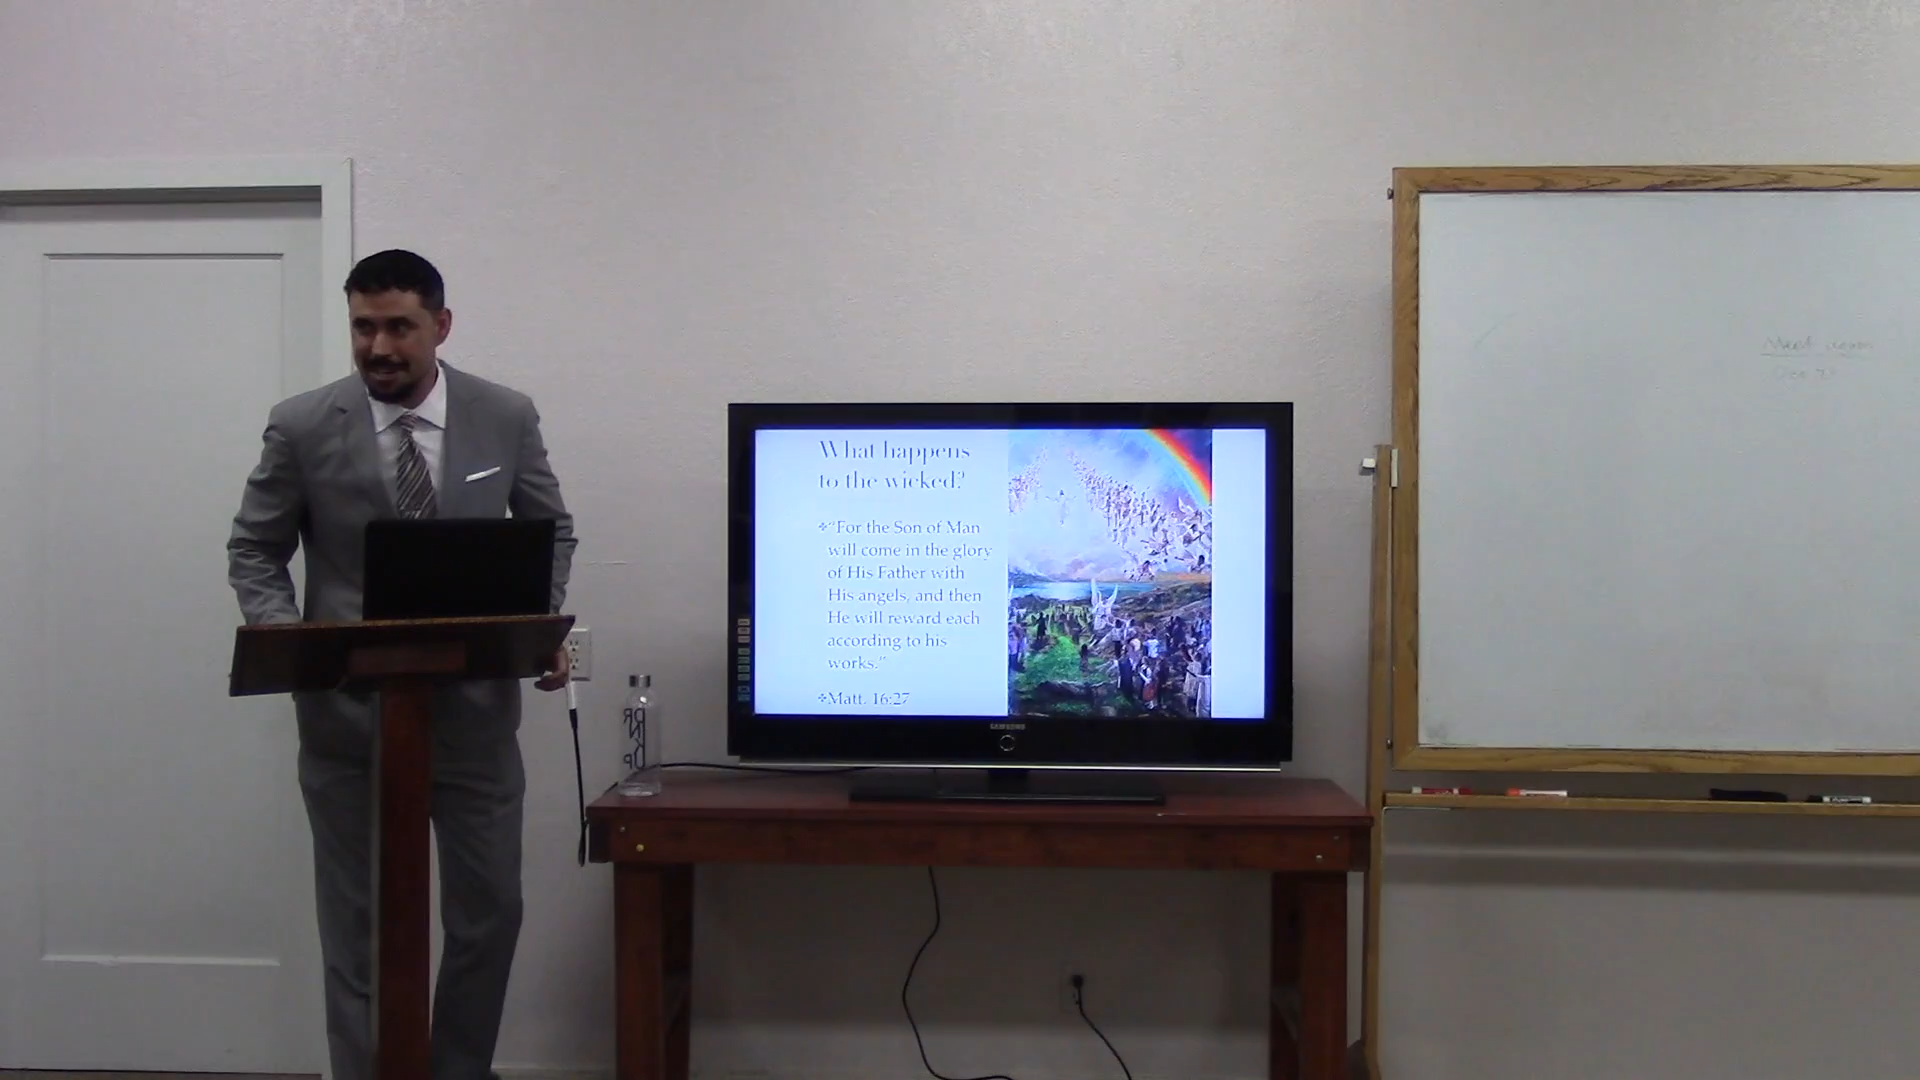 What happens
to the wicked?
❖"For the Son of Man
will come in the glory
of His Father with
His angels, and then
He will reward each
according to his
works."
❖Matt. 16:27
SAMSUNG